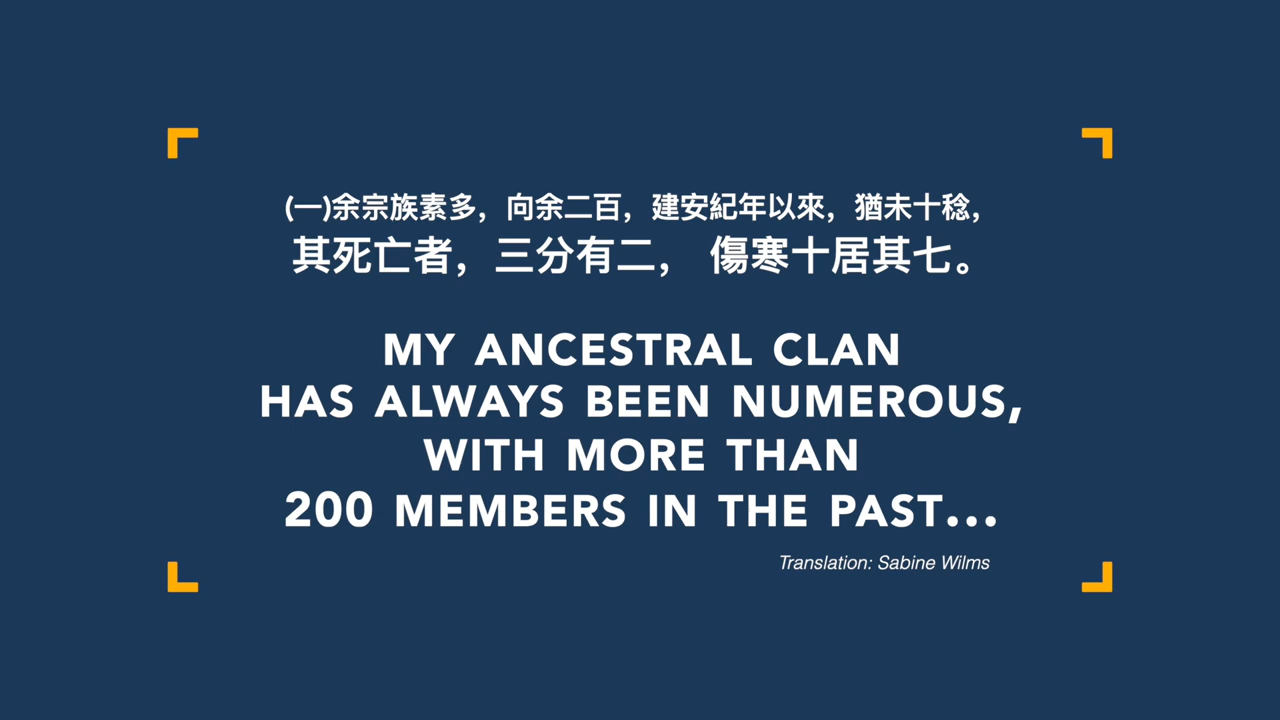 (一)余宗族素多，向余二百，建安紀年以來，猶未十稔，
其死亡者，三分有二， 傷寒十居其七。
MY ANCESTRAL CLAN
HAS ALWAYS BEEN NUMEROUS,
WITH MORE THAN
200 MEMBERS IN THE PAST...
Translation: Sabine Wilms